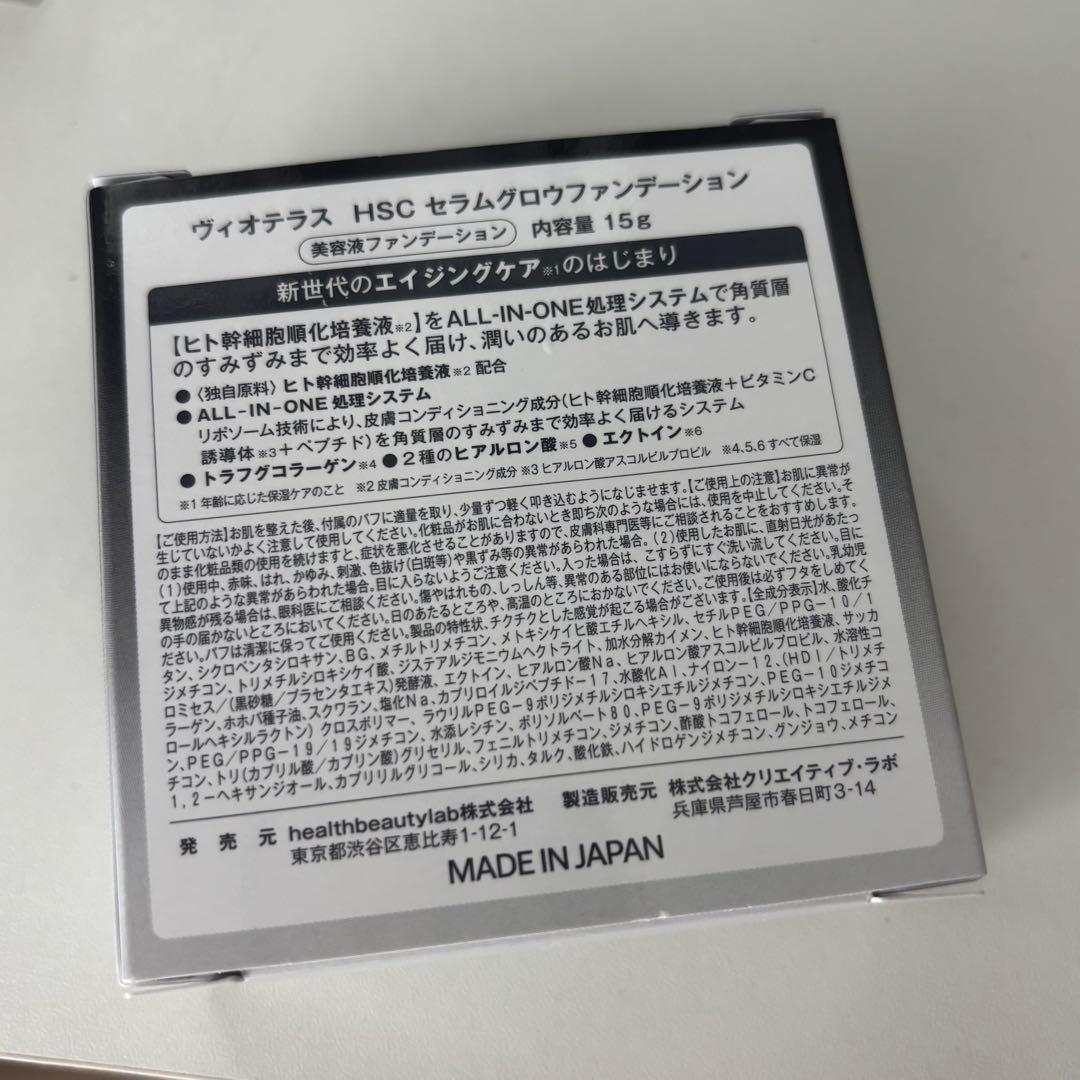 ヴィオテラス HSC セラムグロウファンデーション
美容液ファンデーション 内容量 15g
新世代のエイジングケア※1のはじまり
【ヒト幹細胞順化培養液※2】をALL-IN-ONE処理システムで角質層
のすみずみまで効率よく届け、潤いのあるお肌へ導きます。
●〈独自原料〉ヒト幹細胞順化培養液※2 配合
●ALL-IN-ONE 処理システム
リポソーム技術により、皮膚コンディショニング成分(ヒト幹細胞順化培養液+ビタミンC
誘導体※3+ペプチド)を角質層のすみずみまで効率よく届けるシステム
●トラフグコラーゲン※4 ●2種のヒアルロン酸※5 ●エクトイン※6
※1 年齢に応じた保湿ケアのこと ※2 皮膚コンディショニング成分 ※3 ヒアルロン酸アスコルビルプロピル ※4,5,6 すべて保湿
【ご使用方法】お肌を整えた後、付属のパフに適量を取り、少量ずつ軽く叩き込むようになじませます。【ご使用上の注意】お肌に異常が
生じていないかよく注意して使用してください。化粧品がお肌に合わないとき即ち次のような場合には、使用を中止してください。そ
のまま化粧品類の使用を続けますと、症状を悪化させることがありますので、皮膚科専門医等にご相談されることをおすすめします。
(1)使用中、赤味、はれ、かゆみ、刺激、色抜け(白斑等)や黒ずみ等の異常があらわれた場合。(2)使用したお肌に、直射日光があたっ
て上記のような異常があらわれた場合。目に入らないようご注意ください。入った場合は、こすらずにすぐ洗い流してください。目に
異物感が残る場合は、眼科医にご相談ください。傷やはれもの、しっしん等、異常のある部位にはお使いにならないでください。乳幼児
の手の届かないところにおいてください。日のあたるところや、高温のところにおかないでください。ご使用後は必ずフタをしめてく
ださい。パフは清潔に保ってご使用ください。製品の特性状、チクチクとした感覚が起こる場合がございます。【全成分表示】水、酸化チ
タン、シクロペンタシロキサン、BG、メチルトリメチコン、メトキシケイヒ酸エチルヘキシル、セチルPEG/PPG-10/1
ジメチコン、トリメチルシロキシケイ酸、ジステアルジモニウムヘクトライト、加水分解カイメン、ヒト幹細胞順化培養液、サッカ
ロミセス/(黒砂糖/プラセンタエキス)発酵液、エクトイン、ヒアルロン酸Na、ヒアルロン酸アスコルビルプロピル、水溶性コ
ラーゲン、ホホバ種子油、スクワラン、塩化Na、カプリロイルジペプチド-17、水酸化Al、ナイロン-12、(HDI/トリメチ
ロールヘキシルラクトン)クロスポリマー、ラウリルPEG-9ポリジメチルシロキシエチルジメチコン、PEG-10ジメチコ
ン、PEG/PPG-19/19ジメチコン、水添レシチン、ポリソルベート80、PEG-9ポリジメチルシロキシエチルジメ
チコン、トリ(カプリル酸/カプリン酸)グリセリル、フェニルトリメチコン、ジメチコン、酢酸トコフェロール、トコフェロール、
1,2-ヘキサンジオール、カプリリルグリコール、シリカ、タルク、酸化鉄、ハイドロゲンジメチコン、グンジョウ、メチコン
発売元 healthbeautylab株式会社 製造販売元 株式会社クリエイティブ・ラボ
東京都渋谷区恵比寿1-12-1 兵庫県芦屋市春日町3-14
MADE IN JAPAN